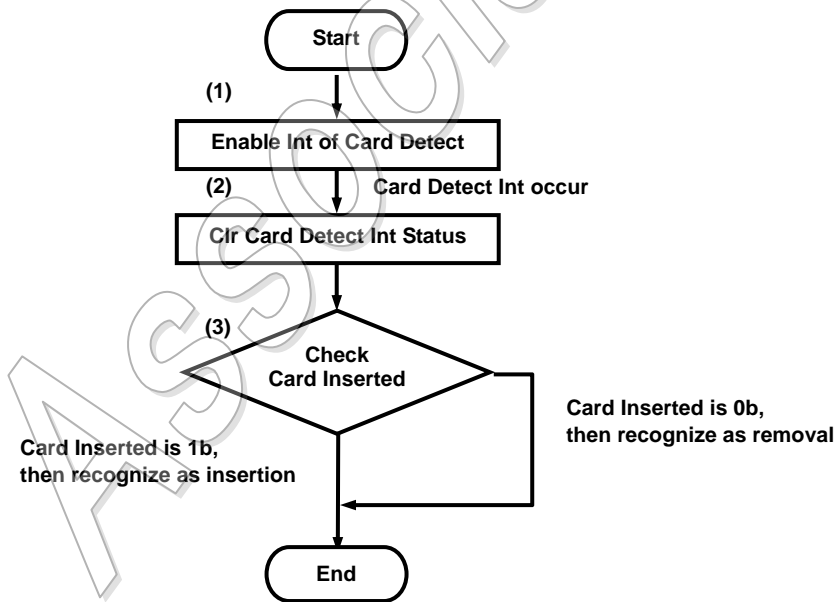 Start
(1)
Enable Int of Card Detect
(2)
Card Detect Int occur
Clr Card Detect Int Status
(3)
Check
Card Inserted
Card Inserted is 0b,
then recognize as removal
Card Inserted is 1b,
then recognize as insertion
End